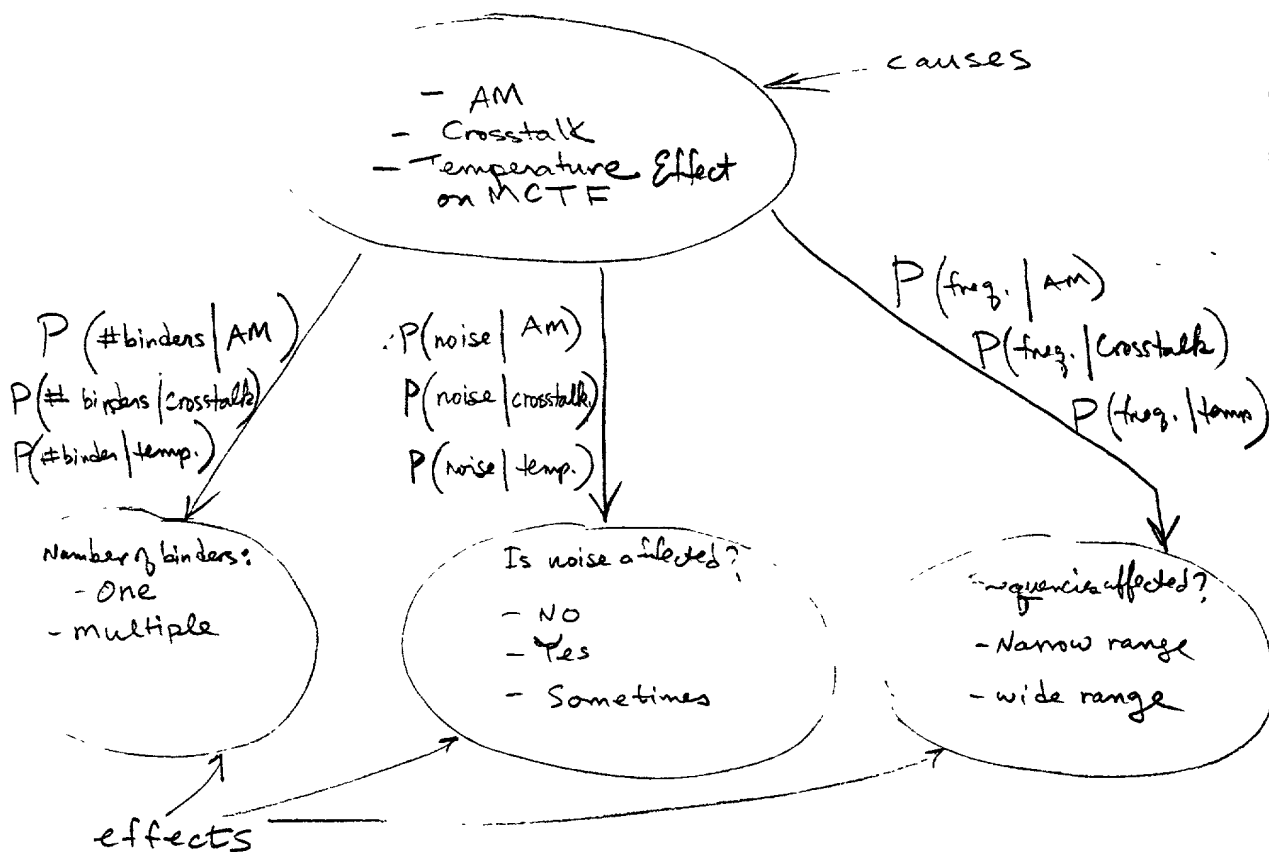 causes
- AM
- Crosstalk
- Temperature Effect
on MCTF
P(#binders | AM)
P(# binders | crosstalk)
P(#binder | temp.)
P(noise | AM)
P(noise | crosstalk)
P(noise | temp.)
P(freq. | AM)
P(freq. | Crosstalk)
P(freq. | temp)
Number of binders:
- One
- multiple
Is noise affected?
- NO
- Yes
- Sometimes
affected?
- Narrow range
- wide range
effects